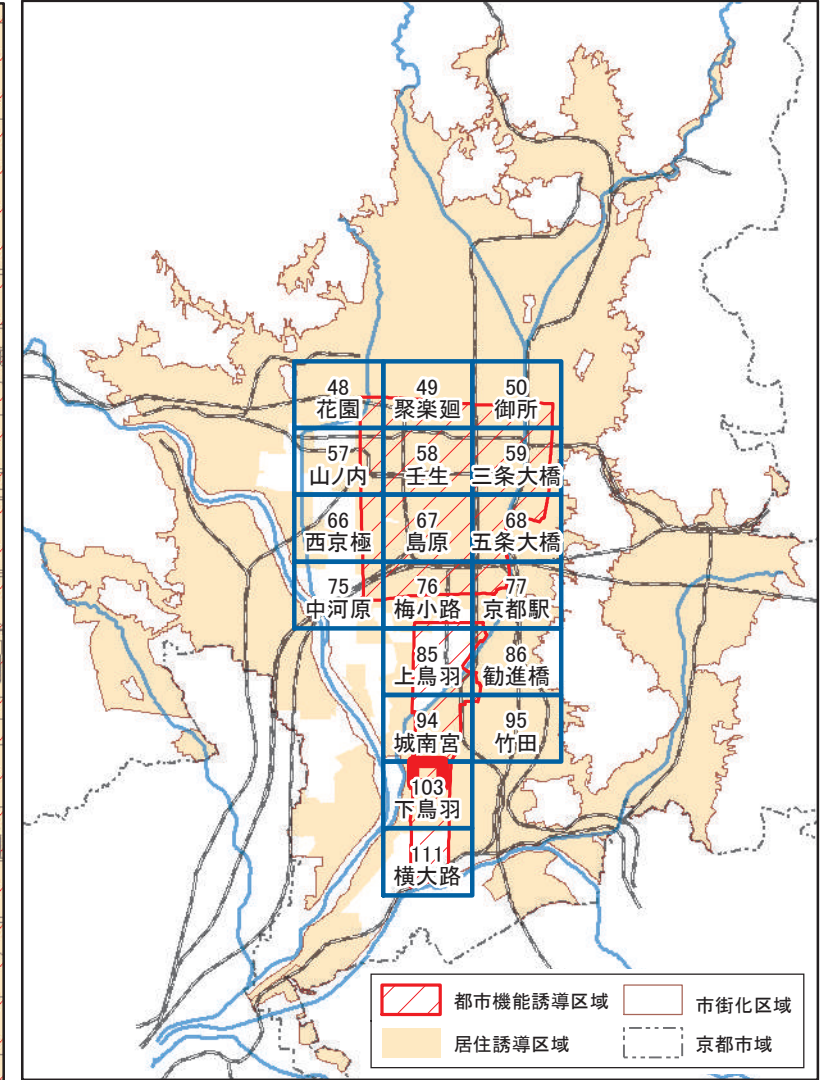 48
花園
49
聚楽廻
50
御所
57
山ノ内
58
壬生
59
三条大橋
66
西京極
67
島原
68
五条大橋
75
中河原
76
梅小路
77
京都駅
85
上鳥羽
86
勧進橋
94
城南宮
95
竹田
103
下鳥羽
111
横大路
都市機能誘導区域
市街化区域
居住誘導区域
京都市域